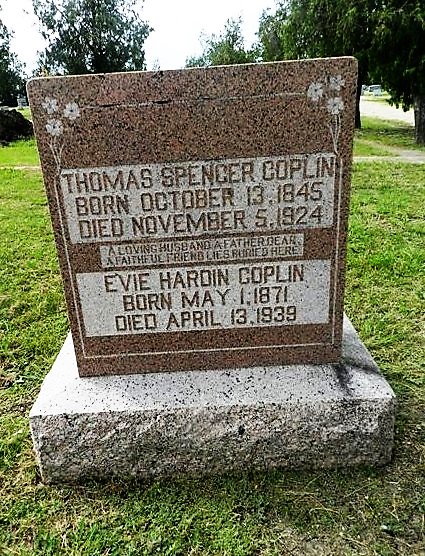 THOMAS SPENCER COPLIN
BORN OCTOBER 13, 1845
DIED NOVEMBER 5, 1924
A LOVING HUSBAND, A FATHER DEAR,
A FAITHFUL FRIEND LIES BURIED HERE.
EVIE HARDIN COPLIN
BORN MAY 1, 1871
DIED APRIL 13, 1939